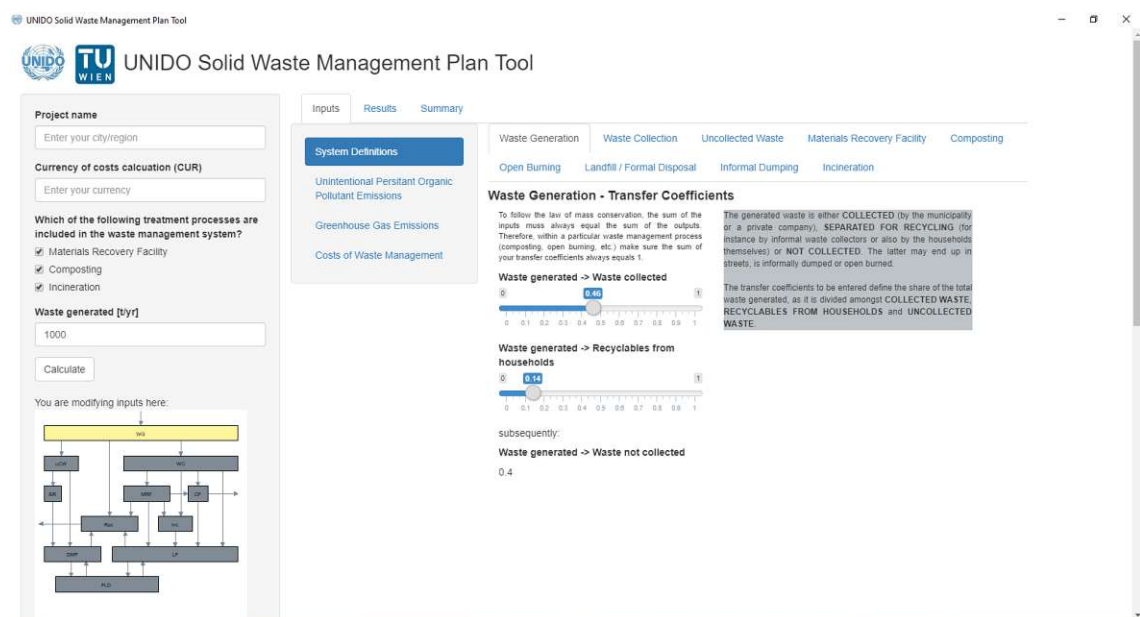 UNIDO Solid Waste Management Plan Tool
UNIDO
TU
WIEN
UNIDO Solid Waste Management Plan Tool
Project name
Enter your city/region
Currency of costs calcuation (CUR)
Enter your currency
Which of the following treatment processes are
included in the waste management system?
Materials Recovery Facility
Composting
Incineration
Waste generated [t/yr]
1000
Calculate
You are modifying inputs here:
WG
uCW
WC
MRF
CP
Rec
Inc
DMP
LF
Inputs
Results
Summary
System Definitions
Unintentional Persitant Organic
Pollutant Emissions
Greenhouse Gas Emissions
Costs of Waste Management
Waste Generation
Waste Collection
Uncollected Waste
Materials Recovery Facility
Composting
Open Burning
Landfill / Formal Disposal
Informal Dumping
Incineration
Waste Generation - Transfer Coefficients
To follow the law of mass conservation, the sum of the
inputs muss always equal the sum of the outputs.
Therefore, within a particular waste management process
(composting, open burning, etc.) make sure the sum of
your transfer coefficients always equals 1.
Waste generated -> Waste collected
0 0.46 1
0 0.1 0.2 0.3 0.4 0.5 0.6 0.7 0.8 0.9 1
Waste generated -> Recyclables from
households
0 0.14 1
0 0.1 0.2 0.3 0.4 0.5 0.6 0.7 0.8 0.9 1
subsequently:
Waste generated -> Waste not collected
0.4
The generated waste is either COLLECTED (by the municipality
or a private company), SEPARATED FOR RECYCLING (for
instance by informal waste collectors or also by the households
themselves) or NOT COLLECTED. The latter may end up in
streets, is informally dumped or open burned.
The transfer coefficients to be entered define the share of the total
waste generated, as it is divided amongst COLLECTED WASTE,
RECYCLABLES FROM HOUSEHOLDS and UNCOLLECTED
WASTE.